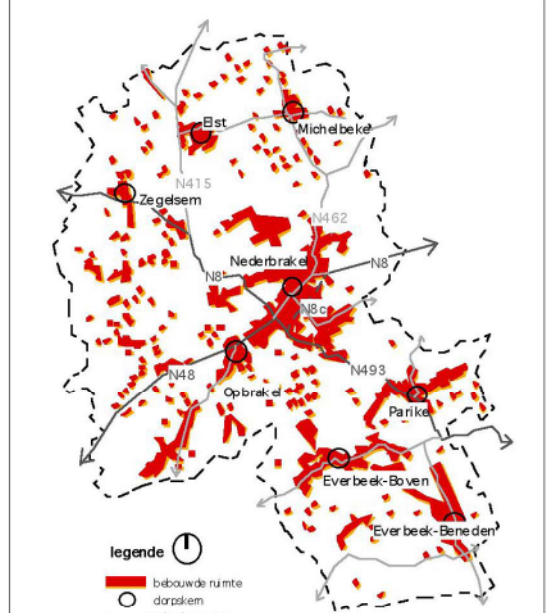 Elst
Michelbeke
N415
Zegelsem
N462
Nederbrakel
N8
N8
N8c
N48
N493
Opbrakel
Parike
Everbeek-Boven
Everbeek-Beneden
legende
bebouwde ruimte
dorpskern